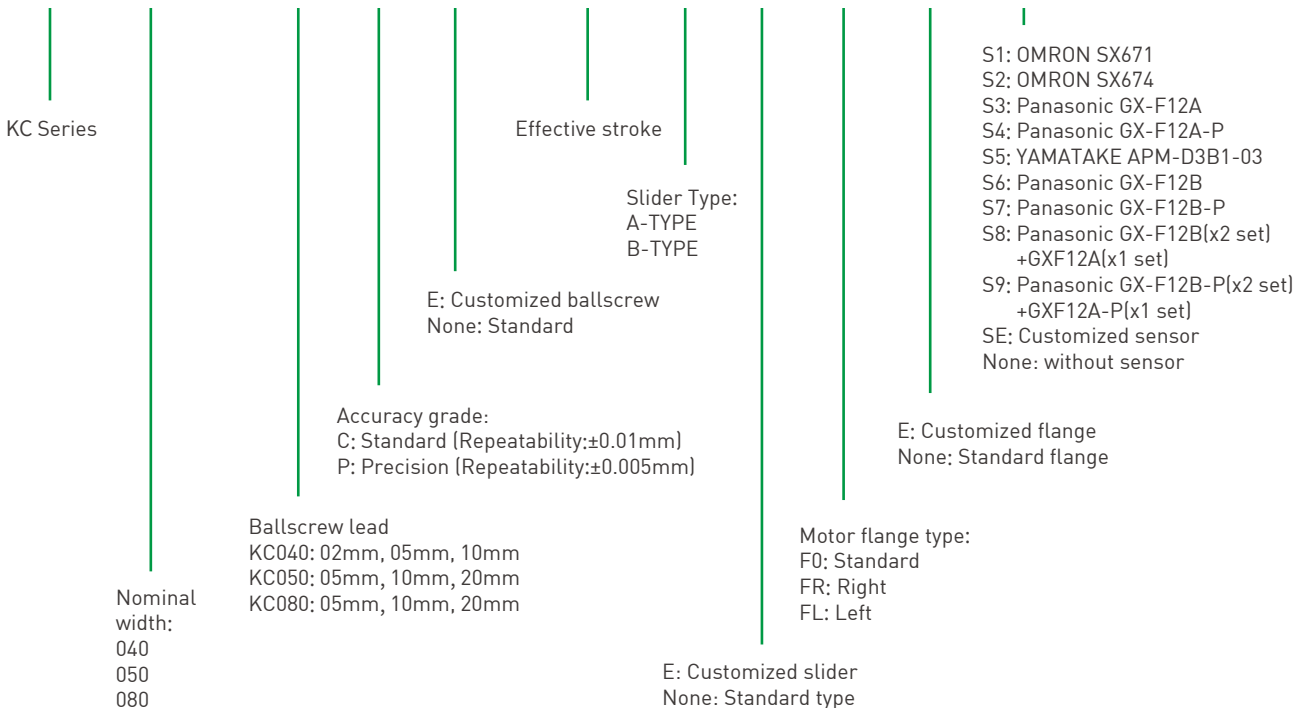 KC Series
Nominal
width:
040
050
080
Ballscrew lead
KC040: 02mm, 05mm, 10mm
KC050: 05mm, 10mm, 20mm
KC080: 05mm, 10mm, 20mm
Accuracy grade:
C: Standard (Repeatability:±0.01mm)
P: Precision (Repeatability:±0.005mm)
E: Customized ballscrew
None: Standard
Effective stroke
Slider Type:
A-TYPE
B-TYPE
E: Customized slider
None: Standard type
Motor flange type:
F0: Standard
FR: Right
FL: Left
E: Customized flange
None: Standard flange
S1: OMRON SX671
S2: OMRON SX674
S3: Panasonic GX-F12A
S4: Panasonic GX-F12A-P
S5: YAMATAKE APM-D3B1-03
S6: Panasonic GX-F12B
S7: Panasonic GX-F12B-P
S8: Panasonic GX-F12B(x2 set)
+GXF12A(x1 set)
S9: Panasonic GX-F12B-P(x2 set)
+GXF12A-P(x1 set)
SE: Customized sensor
None: without sensor